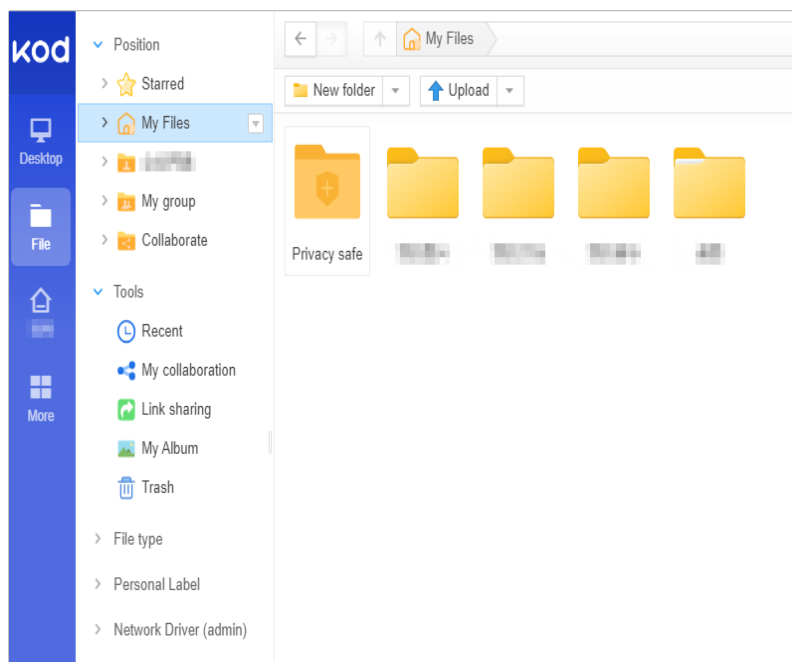 kod
Desktop
File
More
Position
Starred
My Files
My group
Collaborate
Tools
Recent
My collaboration
Link sharing
My Album
Trash
File type
Personal Label
Network Driver (admin)
My Files
New folder
Upload
Privacy safe